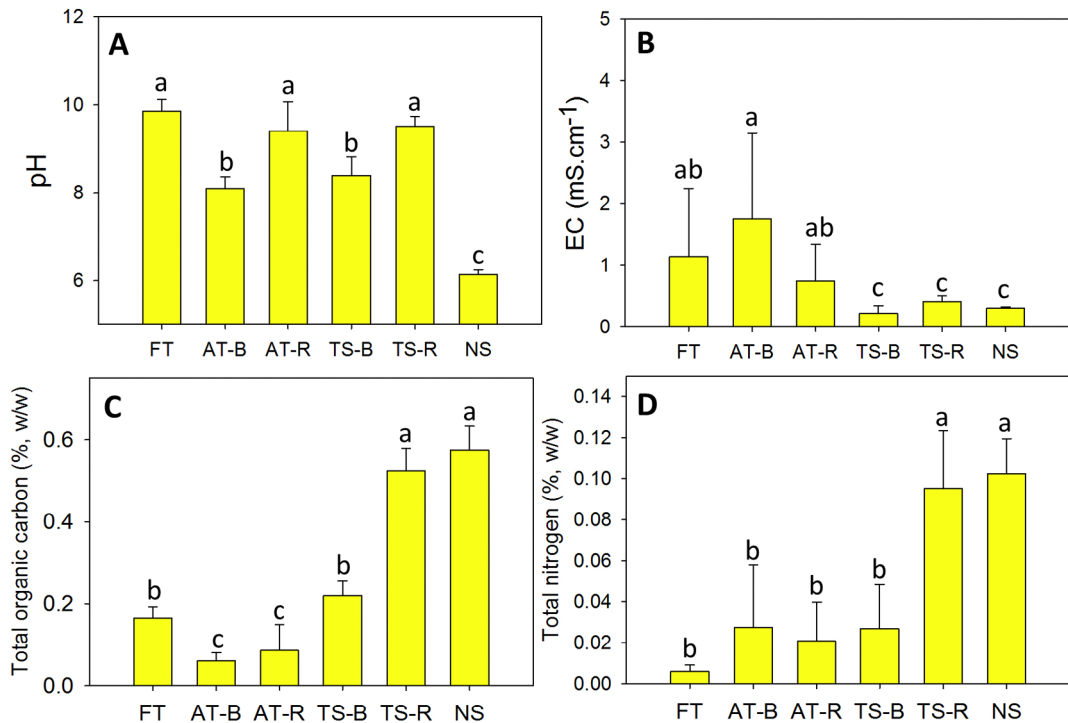 A
pH
12
10
8
6
a
b
a
b
a
c
FT AT-B AT-R TS-B TS-R NS
B
EC (mS.cm⁻¹)
5
4
3
2
1
0
ab
a
ab
c
c
c
FT AT-B AT-R TS-B TS-R NS
C
Total organic carbon (%, w/w)
0.6
0.4
0.2
0.0
b
c
c
b
a
a
FT AT-B AT-R TS-B TS-R NS
D
Total nitrogen (%, w/w)
0.14
0.12
0.10
0.08
0.06
0.04
0.02
0.00
b
b
b
b
a
a
FT AT-B AT-R TS-B TS-R NS